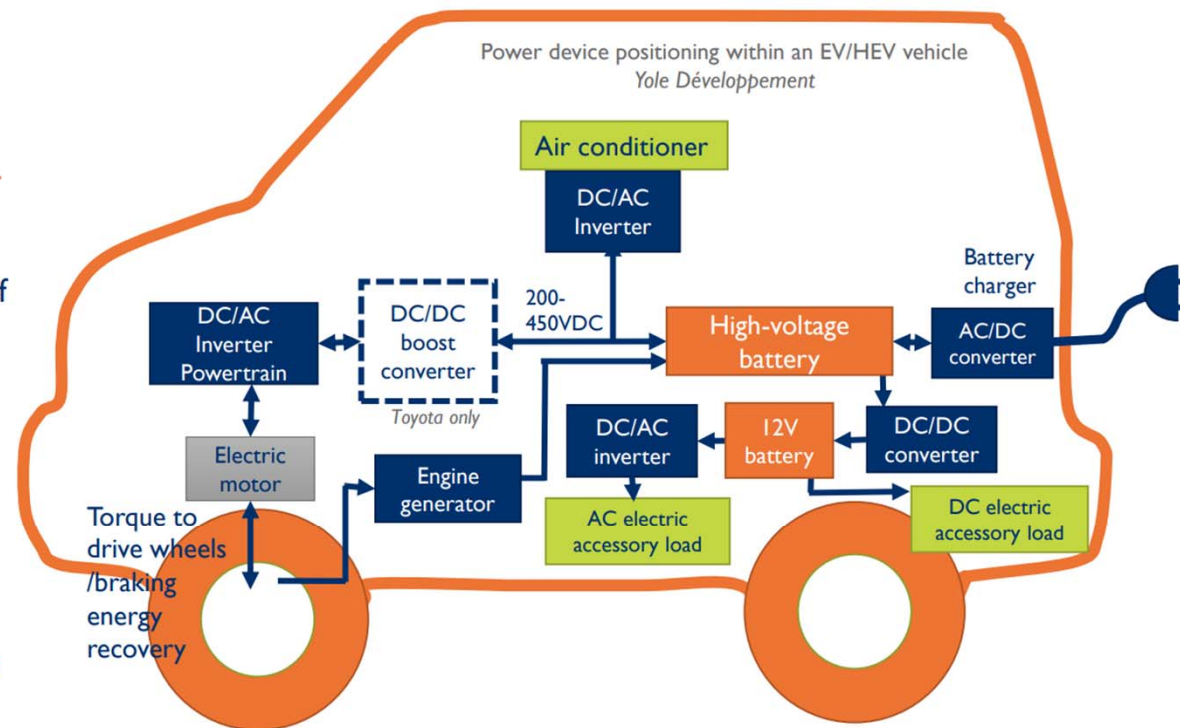 Power device positioning within an EV/HEV vehicle
Yole Développement
Air conditioner
DC/AC
Inverter
Battery
charger
f
200-
450VDC
DC/AC
Inverter
Powertrain
DC/DC
boost
converter
Toyota only
High-voltage
battery
AC/DC
converter
DC/AC
inverter
12V
battery
DC/DC
converter
Electric
motor
Engine
generator
AC electric
accessory load
DC electric
accessory load
Torque to
drive wheels
/braking
energy
recovery